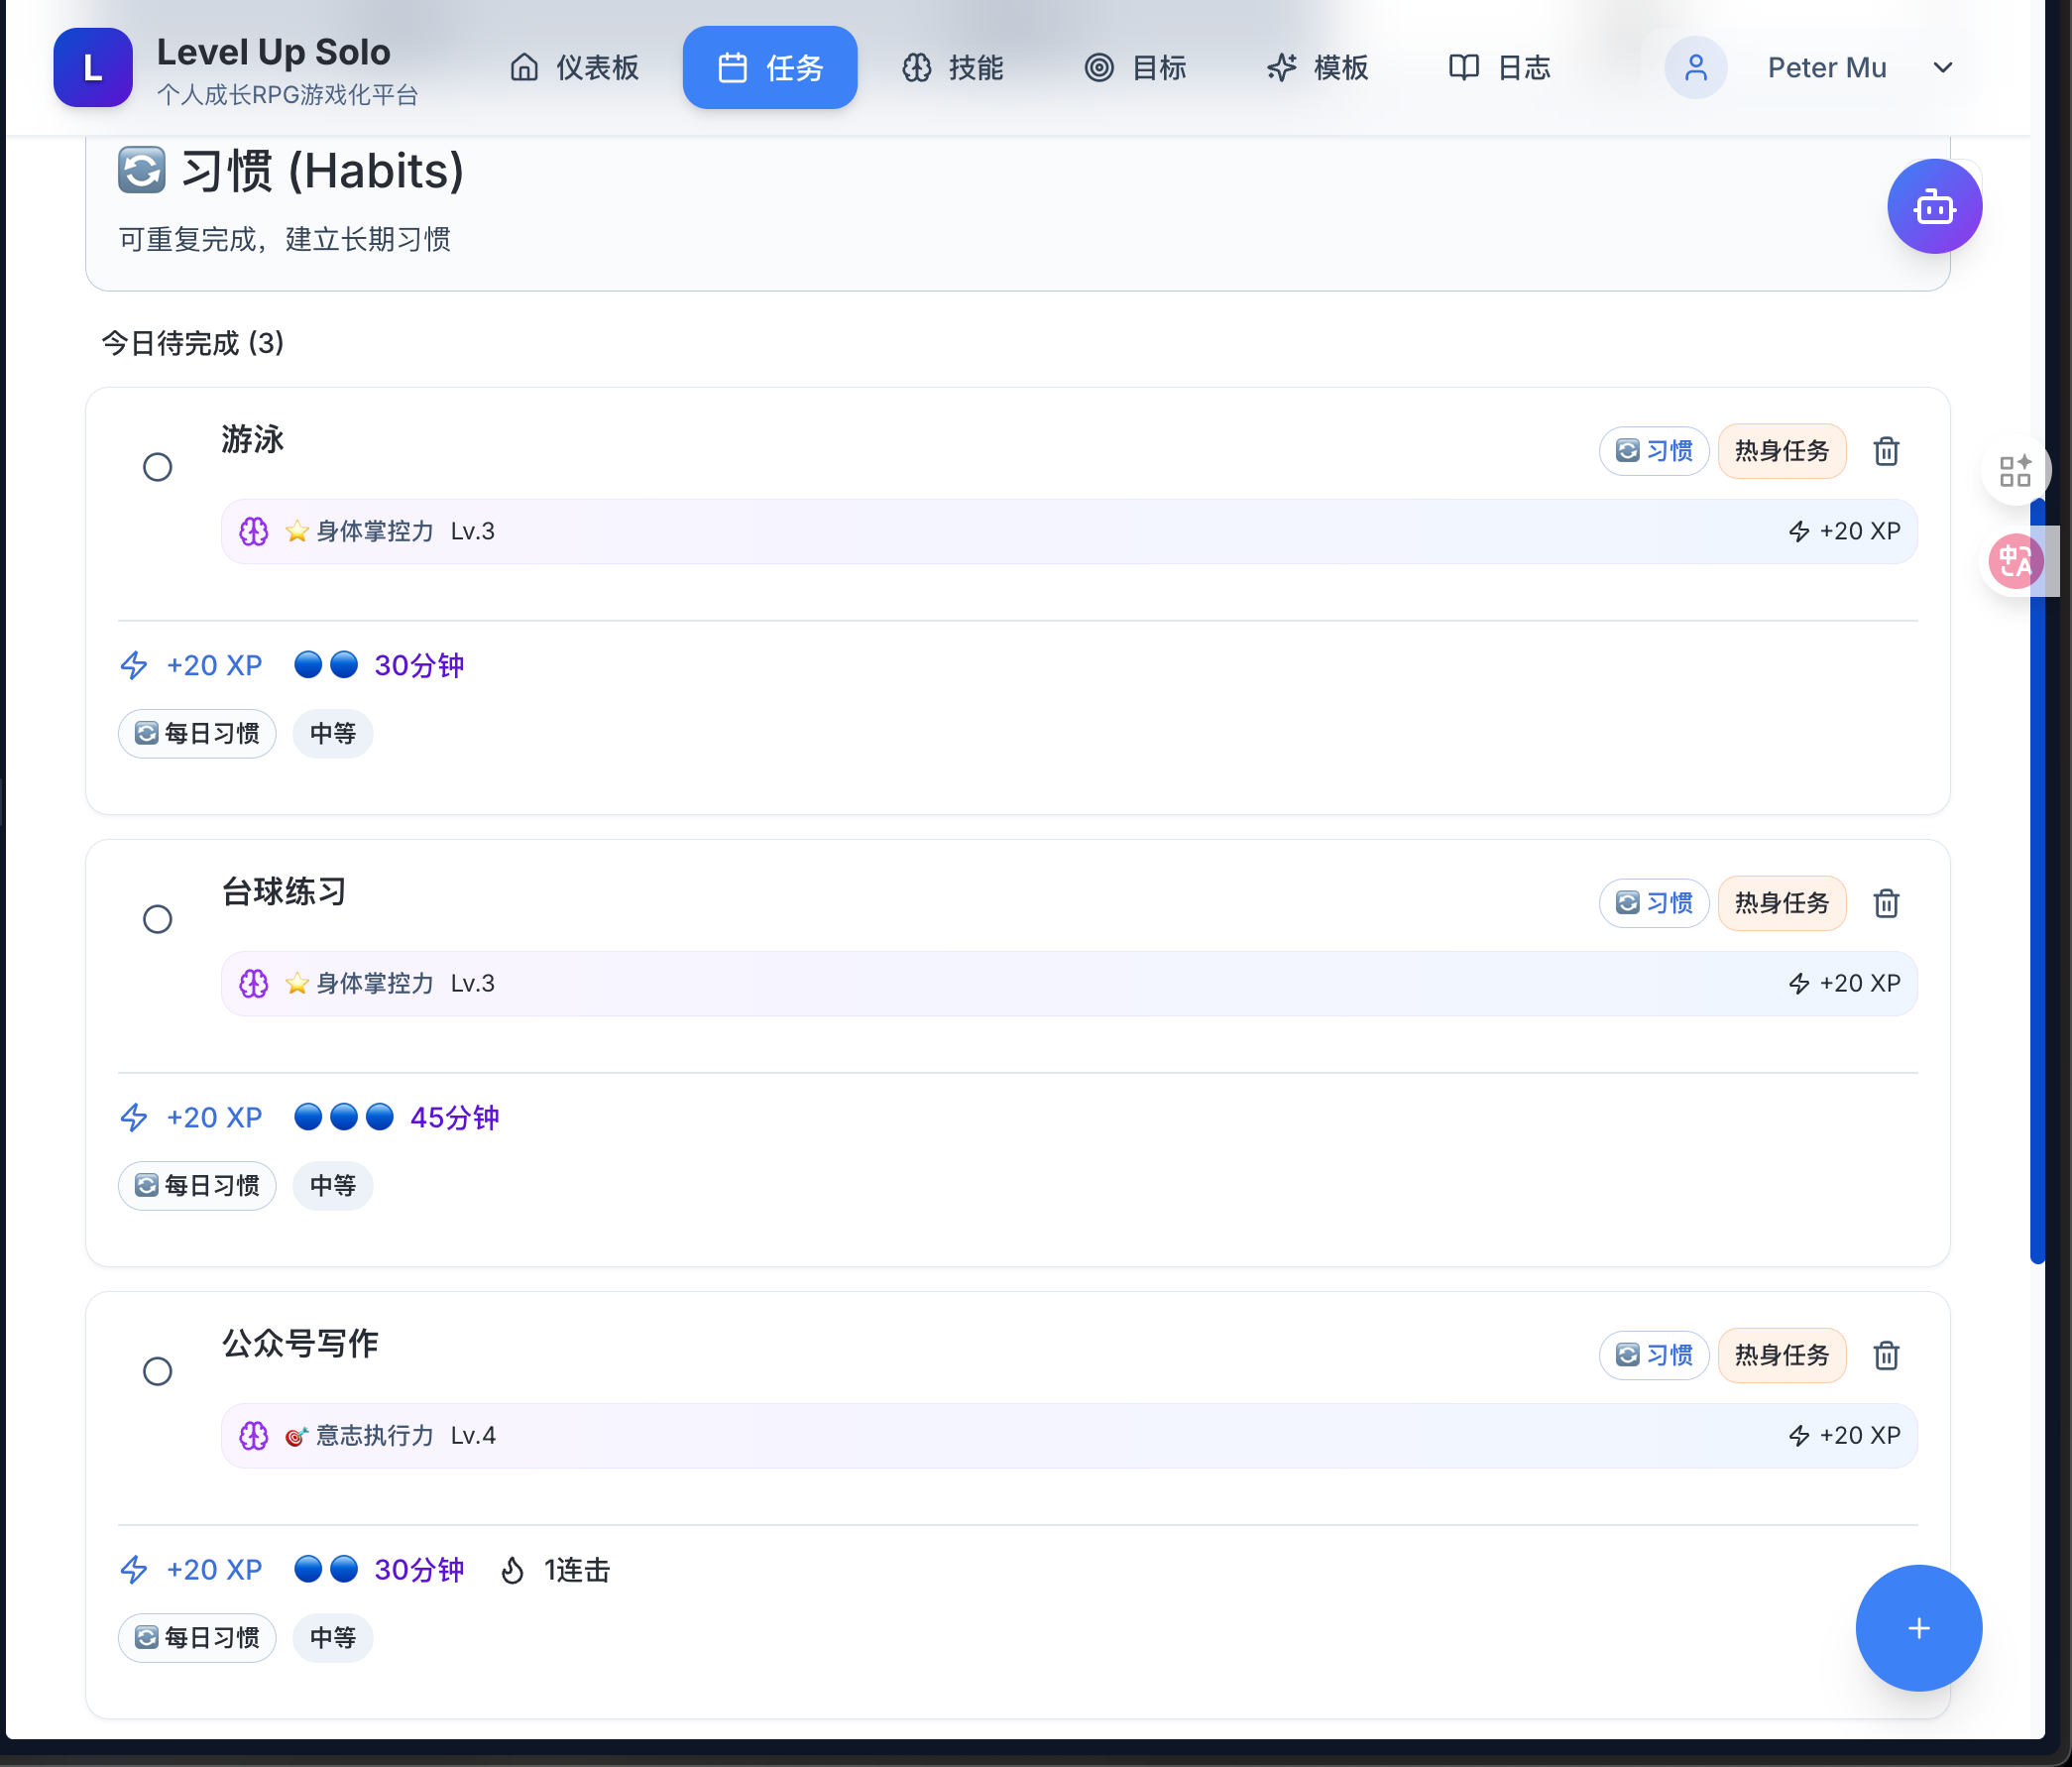 L
Level Up Solo
个人成长RPG游戏化平台
仪表板
任务
技能
目标
模板
日志
Peter Mu
习惯 (Habits)
可重复完成，建立长期习惯
今日待完成 (3)
游泳
习惯
热身任务
身体掌控力 Lv.3
+20 XP
+20 XP
30分钟
每日习惯
中等
台球练习
习惯
热身任务
身体掌控力 Lv.3
+20 XP
+20 XP
45分钟
每日习惯
中等
公众号写作
习惯
热身任务
意志执行力 Lv.4
+20 XP
+20 XP
30分钟
1连击
每日习惯
中等
中A
+